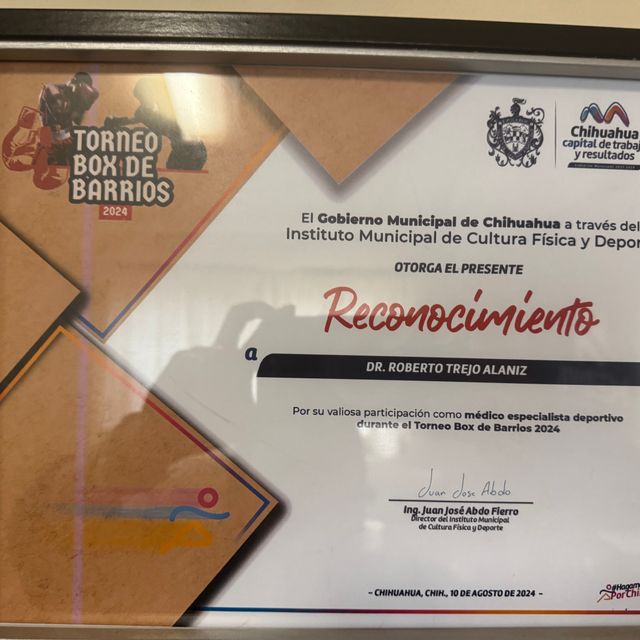 TORNEO
BOX DE
BARRIOS
2024
Chihuahua
capital de trabaj
y resultados
El Gobierno Municipal de Chihuahua a través del
Instituto Municipal de Cultura Física y Depor
OTORGA EL PRESENTE
Reconocimiento
a
DR. ROBERTO TREJO ALANIZ
Por su valiosa participación como médico especialista deportivo
durante el Torneo Box de Barrios 2024
Juan Jose Abdo
Ing. Juan José Abdo Fierro
Director del Instituto Municipal
de Cultura Física y Deporte
– CHIHUAHUA, CHIH., 10 DE AGOSTO DE 2024 –
#Hagam
PorChi